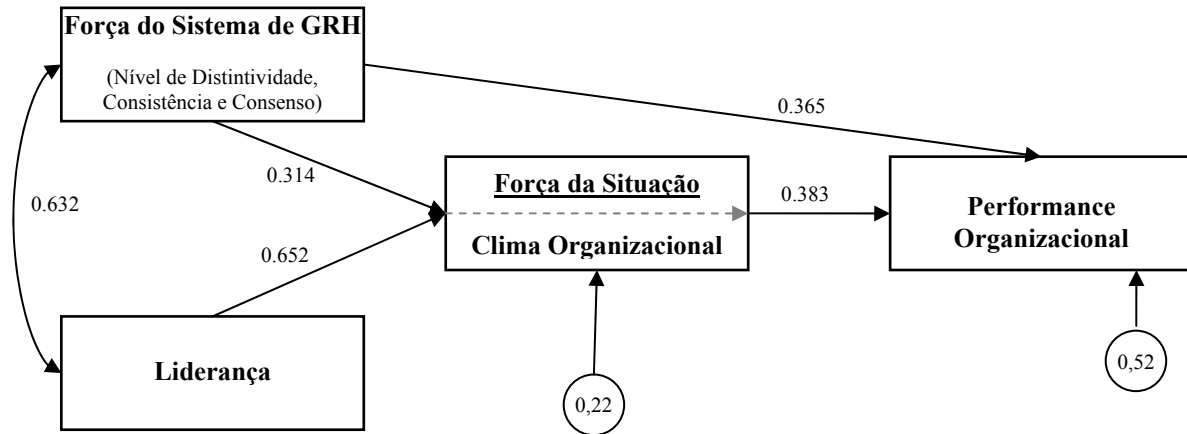 Força do Sistema de GRH
(Nível de Distintividade,
Consistência e Consenso)
0.365
0.314
0.632
Força da Situação
Clima Organizacional
0.383
Performance
Organizacional
0.652
Liderança
0,22
0,52